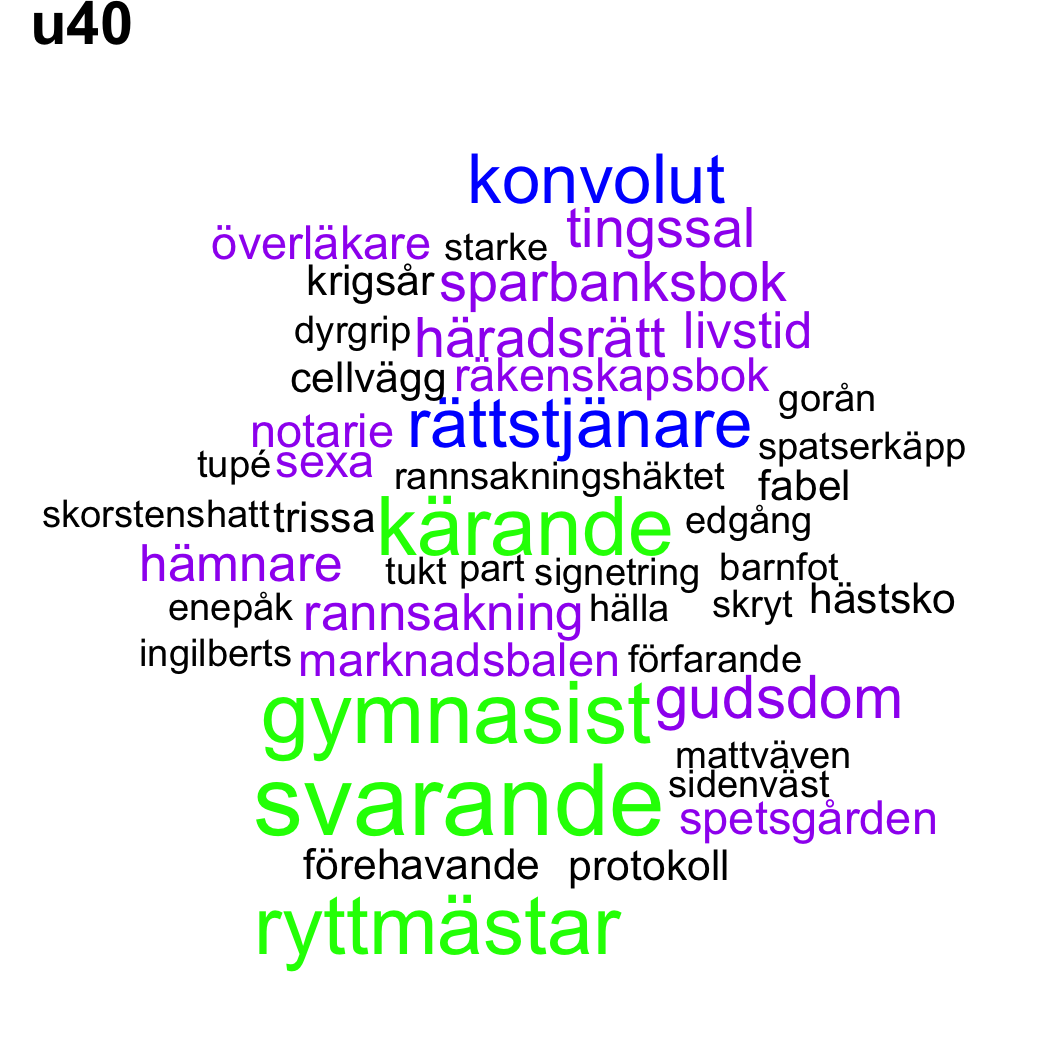 u40
konvolut
överläkare starke tingssal
krigsår sparbanksbok
dyrgrip häradsrätt livstid
cellvägg räkenskapsbok
gorån
notarie rättstjänare spatserkäpp
tupé sexa rannsakningshäktet fabel
skorstenshatt trissa kärande edgång
hämnare tukt part signetring barnfot
enepåk rannsakning hälla skryt hästsko
ingilberts marknadsbalen förfarande
gymnasist gudsdom
mattväven
svarande sidenväst
spetsgården
förehavande protokoll
ryttmästar